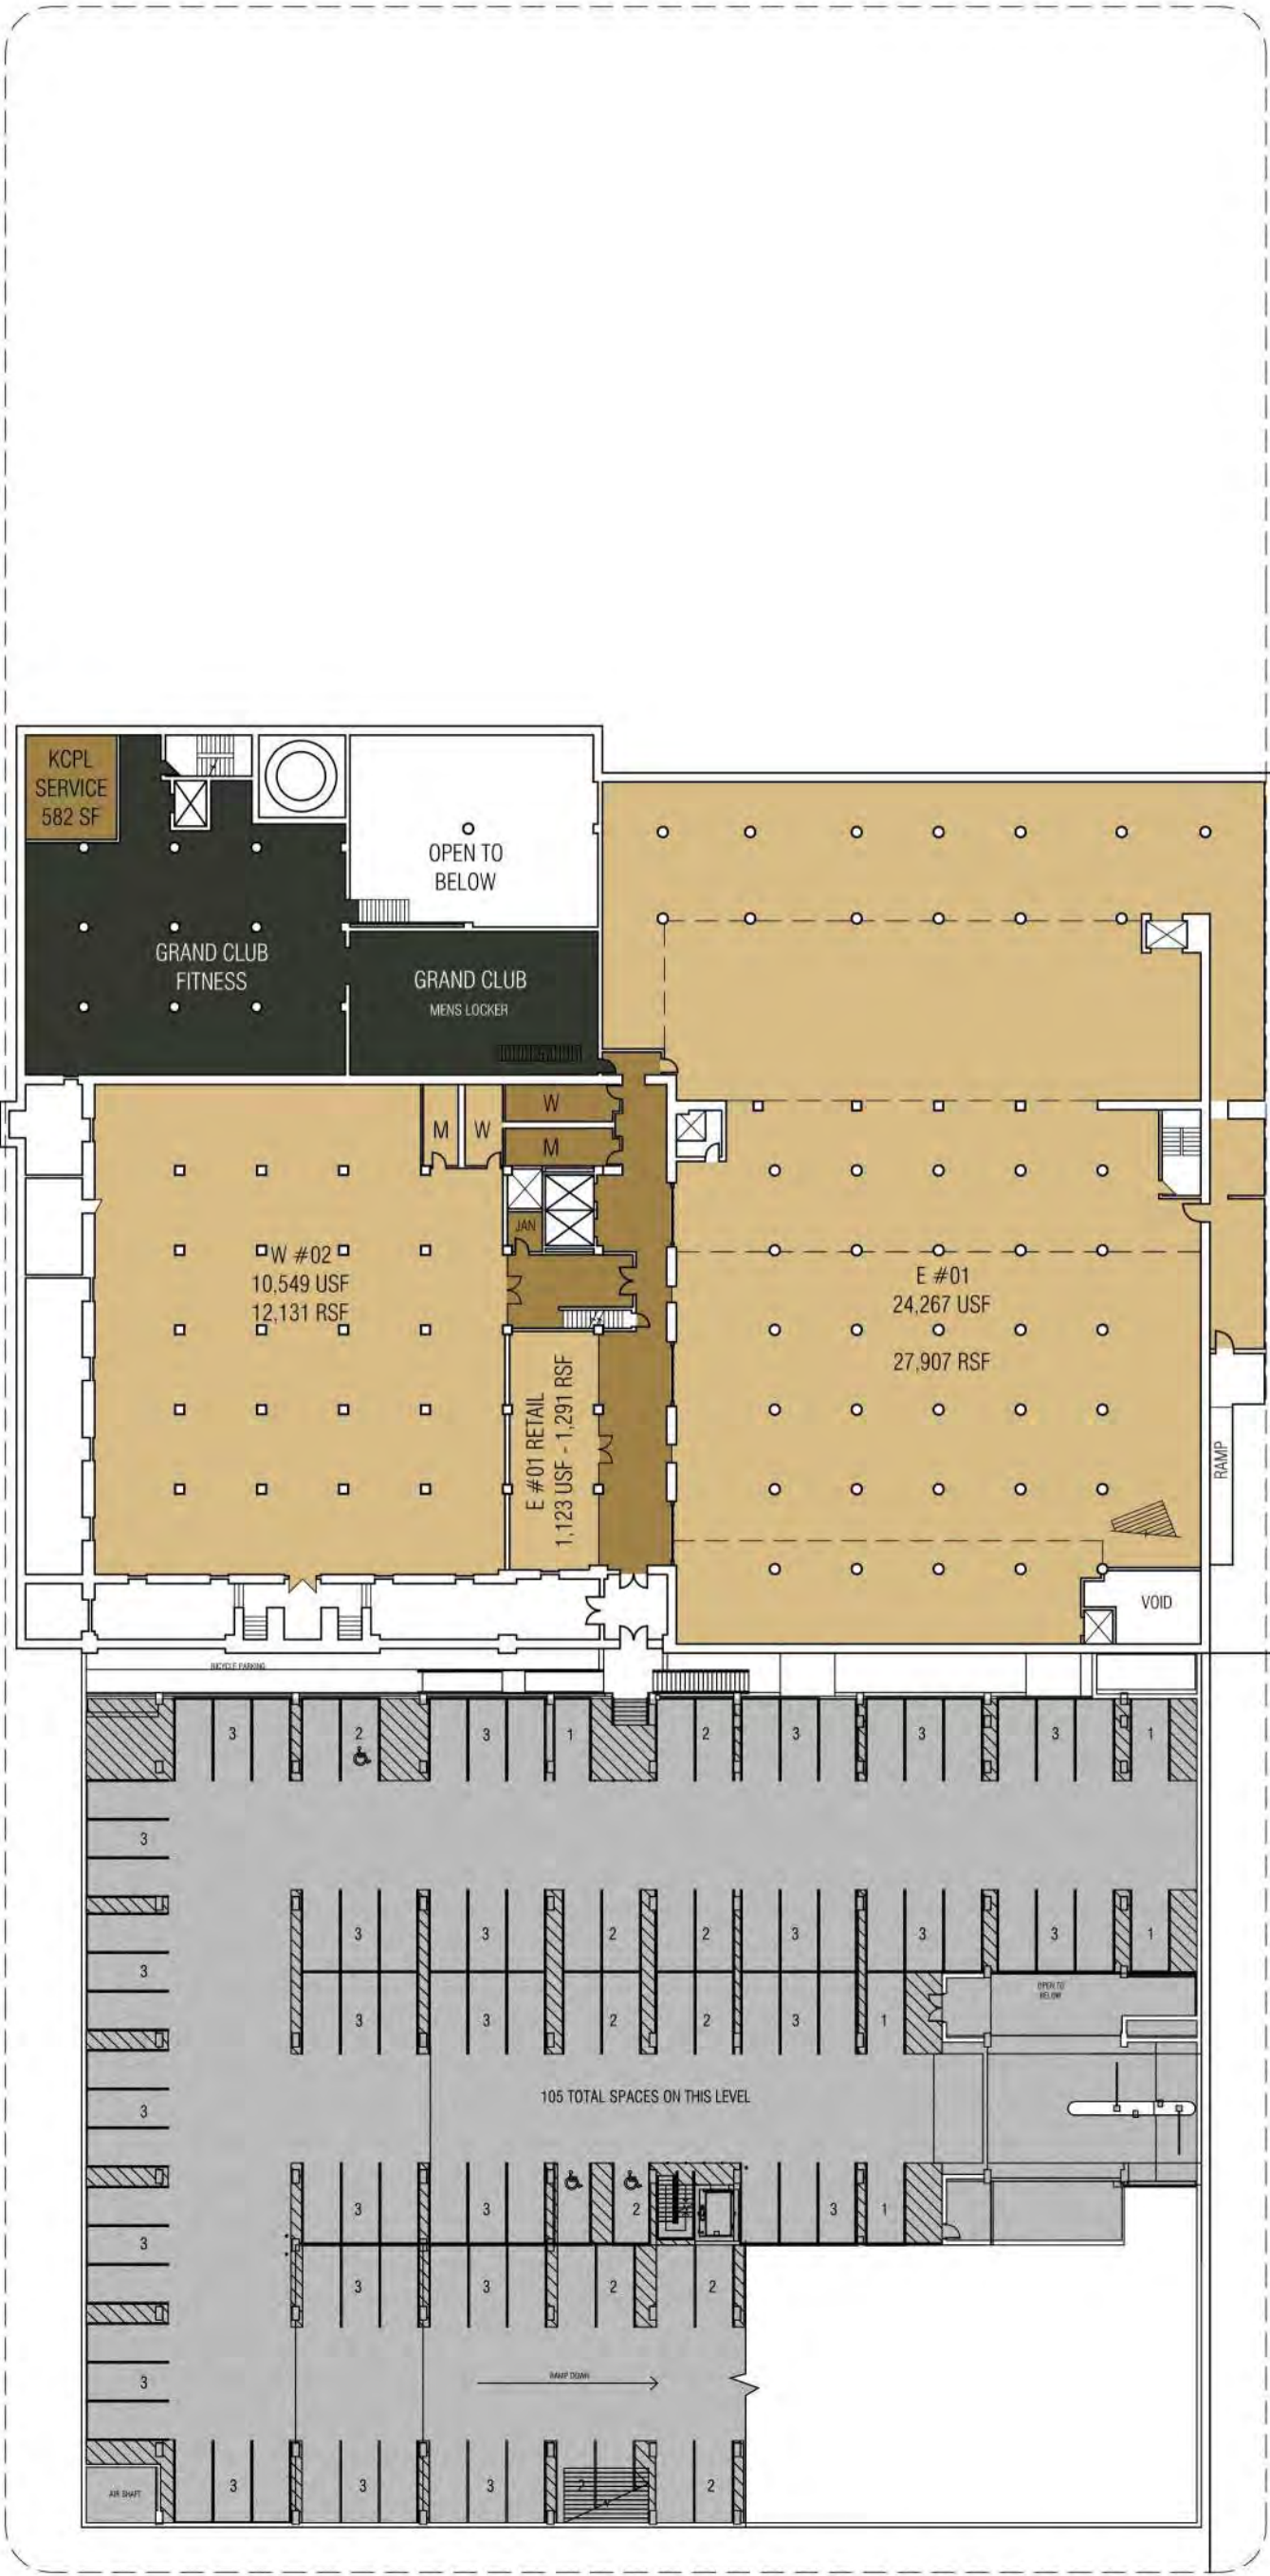 KCPL
SERVICE
582 SF
OPEN TO
BELOW
GRAND CLUB
FITNESS
GRAND CLUB
MENS LOCKER
M
W
W
M
JAN
W #02
10,549 USF
12,131 RSF
E #01 RETAIL
1,123 USF - 1,291 RSF
E #01
24,267 USF
27,907 RSF
RAMP
VOID
BICYCLE PARKING
3
2
3
1
2
3
3
3
1
3
3
3
2
2
3
3
3
1
3
3
3
2
2
3
1
OPEN TO
BELOW
105 TOTAL SPACES ON THIS LEVEL
3
3
3
2
3
1
3
3
3
2
2
3
RAMP DOWN
AIR SHAFT
3
3
3
2
2